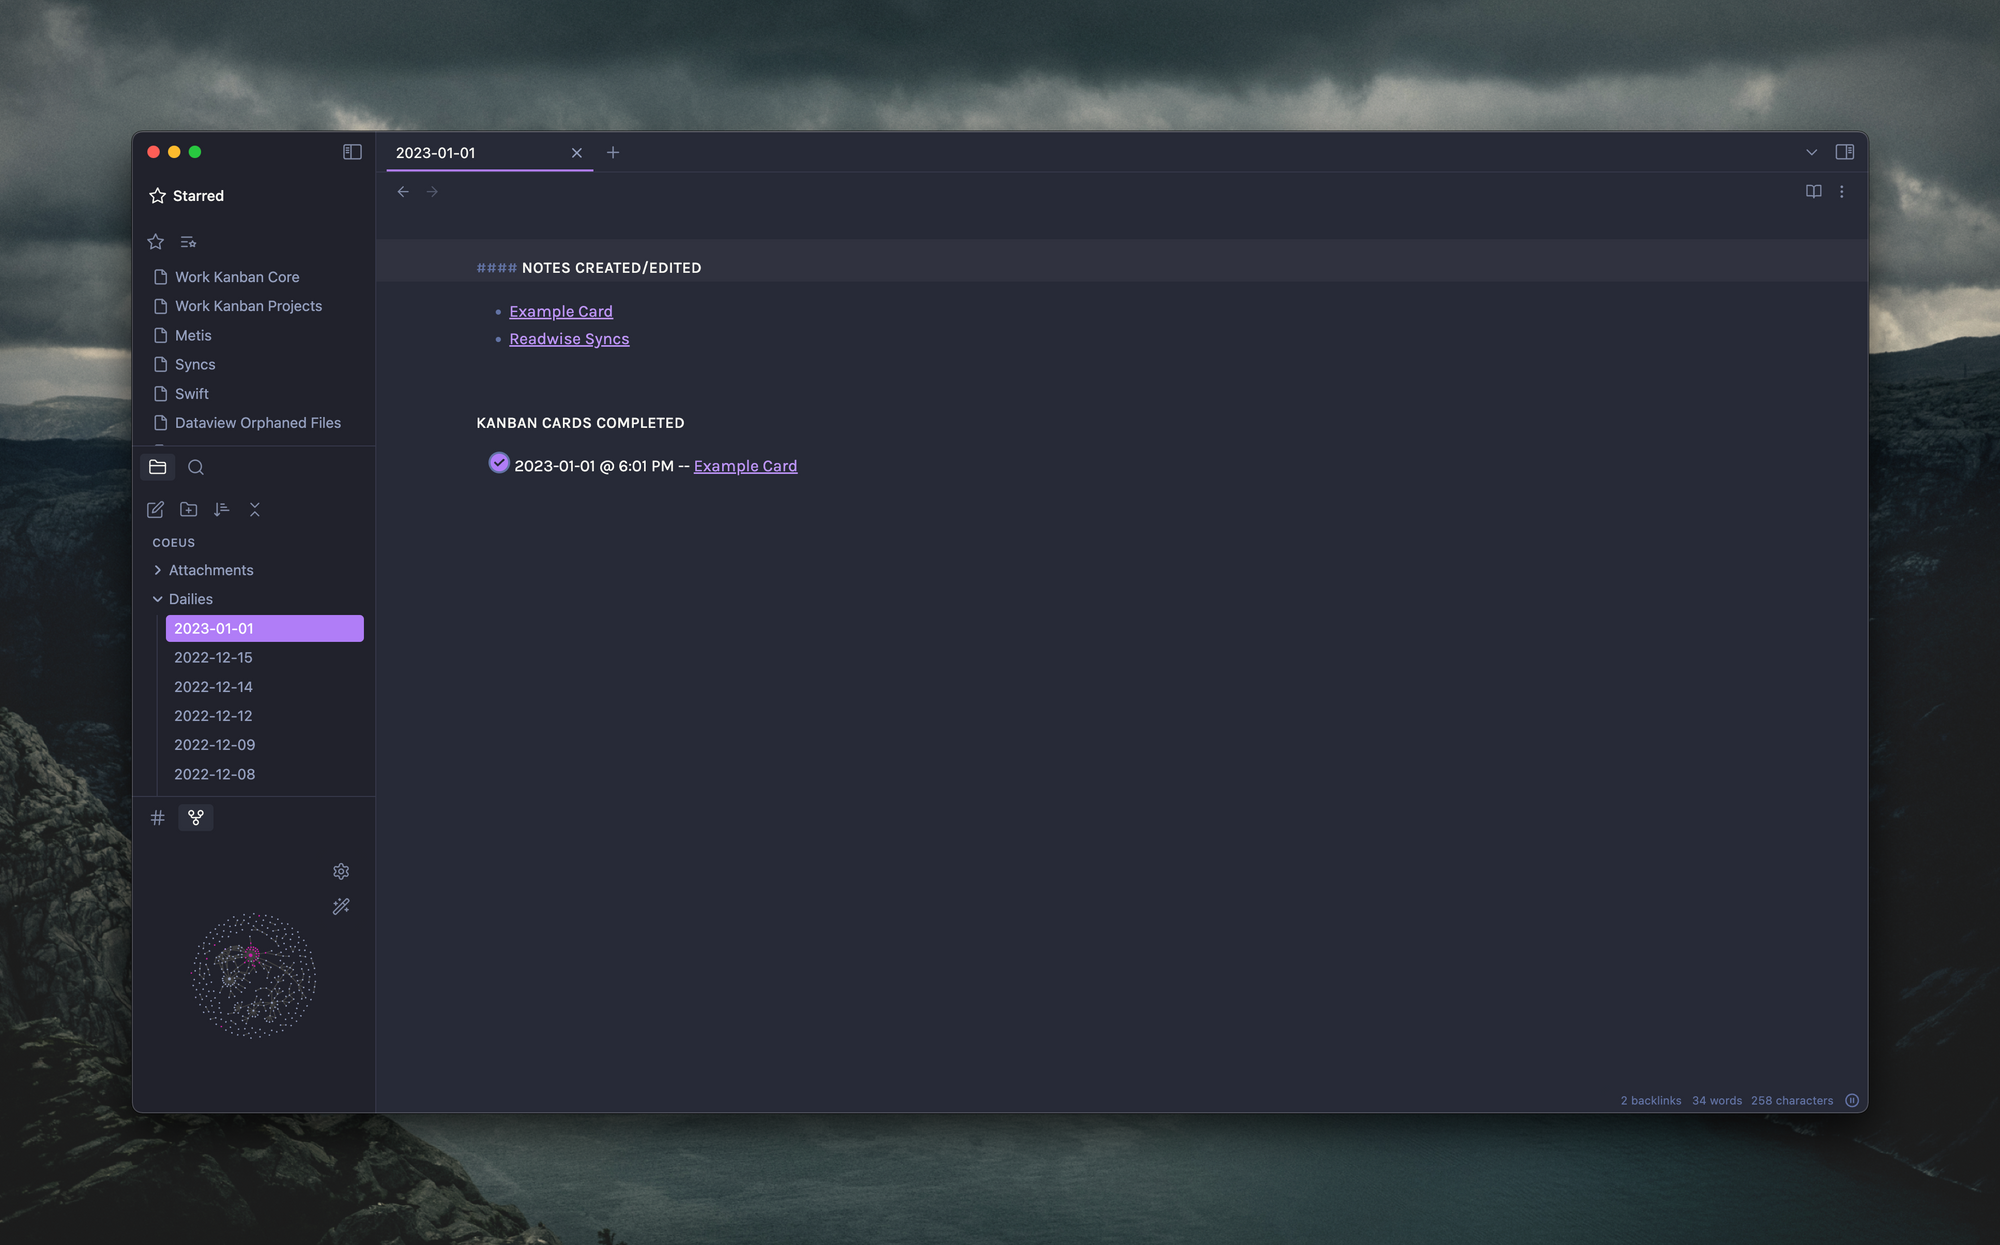 2023-01-01
Starred
Work Kanban Core
Work Kanban Projects
Metis
Syncs
Swift
Dataview Orphaned Files
COEUS
Attachments
Dailies
2023-01-01
2022-12-15
2022-12-14
2022-12-12
2022-12-09
2022-12-08
#### NOTES CREATED/EDITED
Example Card
Readwise Syncs
KANBAN CARDS COMPLETED
2023-01-01 @ 6:01 PM -- Example Card
2 backlinks 34 words 258 characters